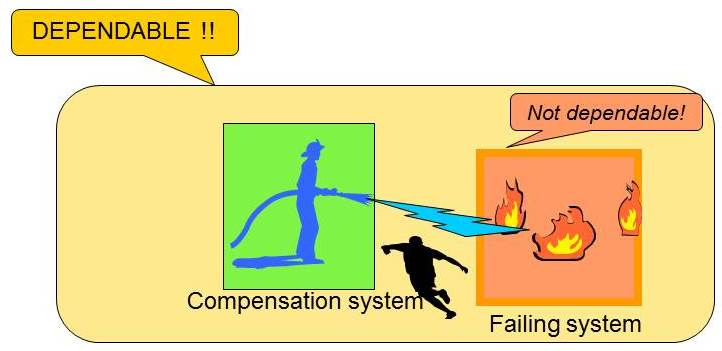 DEPENDABLE !!
Not dependable!
Compensation system
Failing system